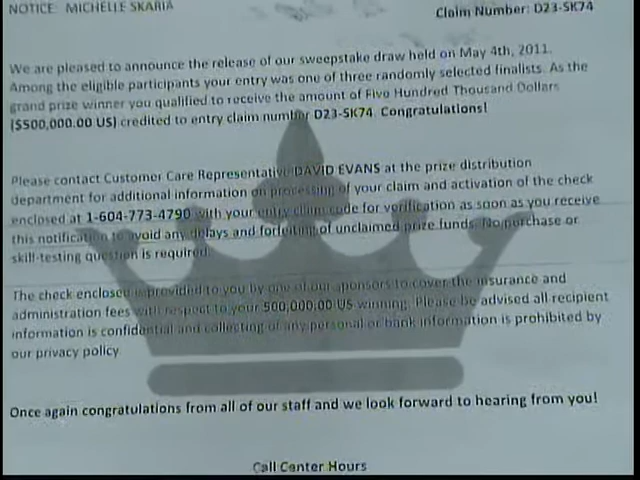 NOTICE: MICHELLE SKARIA
Claim Number: D23-SK74
We are pleased to announce the release of our sweepstake draw held on May 4th, 2011.
Among the eligible participants your entry was one of three randomly selected finalists. As the
grand prize winner you qualified to receive the amount of Five Hundred Thousand Dollars
($500,000.00 US) credited to entry claim number D23-SK74. Congratulations!
Please contact Customer Care Representative DAVID EVANS at the prize distribution
department for additional information on processing of your claim and activation of the check
enclosed at 1-604-773-4790 with your entry claim code for verification as soon as you receive
this notification to avoid any delays and forfeiting of unclaimed prize funds. No purchase or
skill-testing question is required.
The check enclosed is provided to you by one of our sponsors to cover the insurance and
administration fees with respect to your 500,000.00 US winning. Please be advised all recipient
information is confidential and collecting of any personal or bank information is prohibited by
our privacy policy
Once again congratulations from all of our staff and we look forward to hearing from you!
Call Center Hours